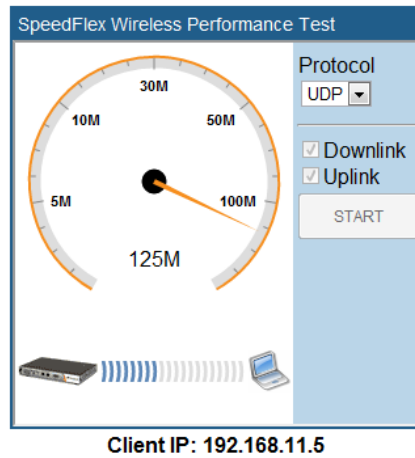 SpeedFlex Wireless Performance Test
Protocol
UDP
30M
10M
50M
Downlink
Uplink
5M
100M
START
125M
Client IP: 192.168.11.5